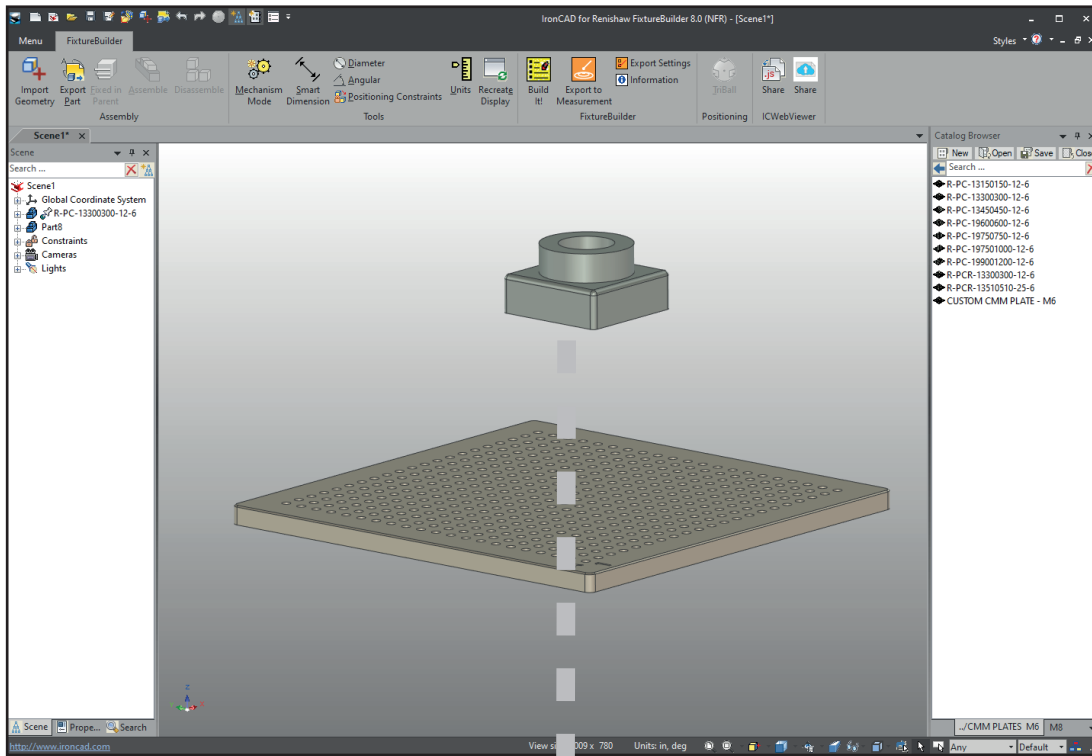 IronCAD for Renishaw FixtureBuilder 8.0 (NFR) - [Scene1*]
Menu
FixtureBuilder
Styles
Import Geometry
Export Part
Fixed in Parent
Assemble
Disassemble
Assembly
Mechanism Mode
Smart Dimension
Diameter
Angular
Positioning Constraints
Units
Recreate Display
Tools
Build It!
Export to Measurement
Export Settings
Information
FixtureBuilder
TriBall
Positioning
Share
Share
ICWebViewer
Scene1*
Scene
Search ...
Scene1
Global Coordinate System
R-PC-13300300-12-6
Part8
Constraints
Cameras
Lights
Catalog Browser
New
Open
Save
Close
Search ...
R-PC-13150150-12-6
R-PC-13300300-12-6
R-PC-13450450-12-6
R-PC-19600600-12-6
R-PC-19750750-12-6
R-PC-197501000-12-6
R-PC-199001200-12-6
R-PCR-13300300-12-6
R-PCR-13510510-25-6
CUSTOM CMM PLATE - M6
Z
Scene
Prope...
Search
../CMM PLATES M6
M8
http://www.ironcad.com
View si
009 x 780
Units: in, deg
Any
Default